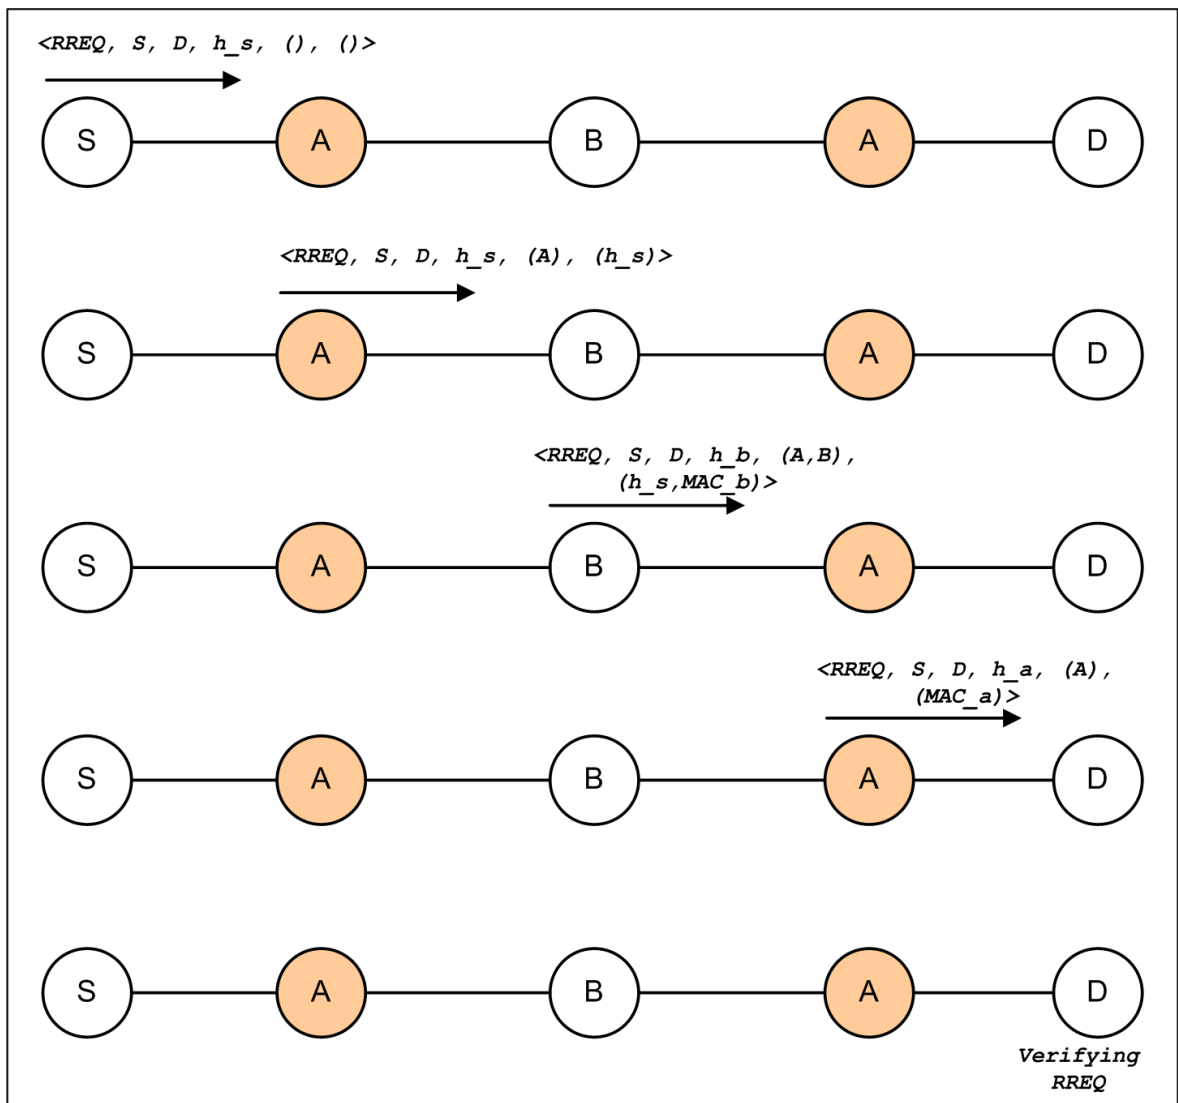 <RREQ, S, D, h_s, (), ()>
S A B A D
<RREQ, S, D, h_s, (A), (h_s)>
S A B A D
<RREQ, S, D, h_b, (A,B),
(h_s,MAC_b)>
S A B A D
<RREQ, S, D, h_a, (A),
(MAC_a)>
S A B A D
S A B A D
Verifying
RREQ